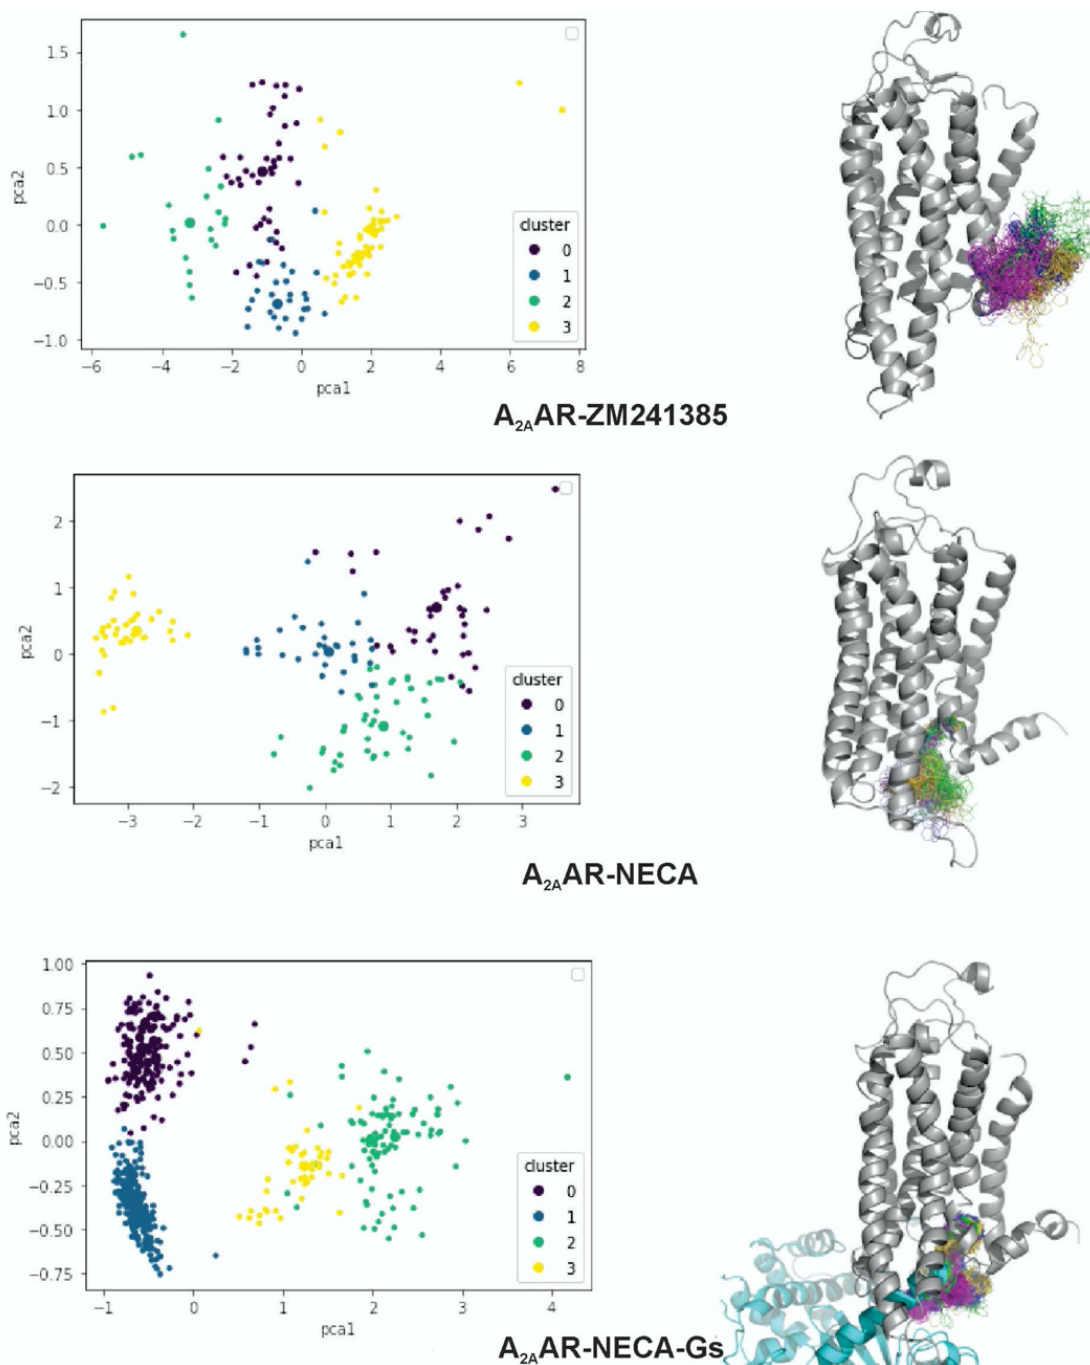 1.5
1.0
0.5
0.0
−0.5
−1.0
pca2
−6 −4 −2 0 2 4 6 8
pca1
cluster
0
1
2
3
A2AAR-ZM241385
2
1
0
−1
−2
pca2
−3 −2 −1 0 1 2 3
pca1
cluster
0
1
2
3
A2AAR-NECA
1.00
0.75
0.50
0.25
0.00
−0.25
−0.50
−0.75
pca2
−1 0 1 2 3 4
pca1
cluster
0
1
2
3
A2AAR-NECA-Gs